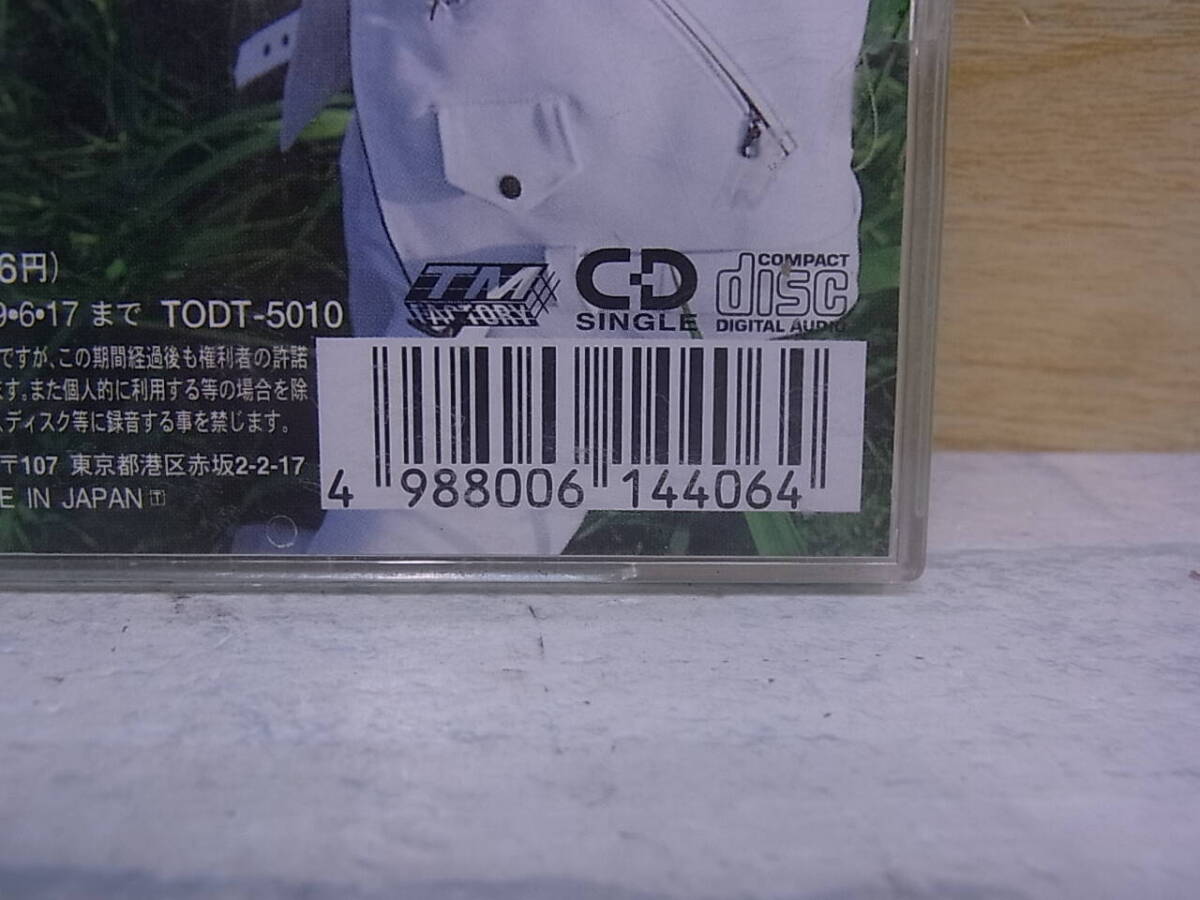 6円)
9•6•17 まで TODT-5010
ですが、この期間経過後も権利者の許諾
ます。また個人的に利用する等の場合を除
、ディスク等に録音する事を禁じます。
〒107 東京都港区赤坂2-2-17
E IN JAPAN T
TM
FACTORY
CD
SINGLE
COMPACT
disc
DIGITAL AUDIO
4 988006 144064